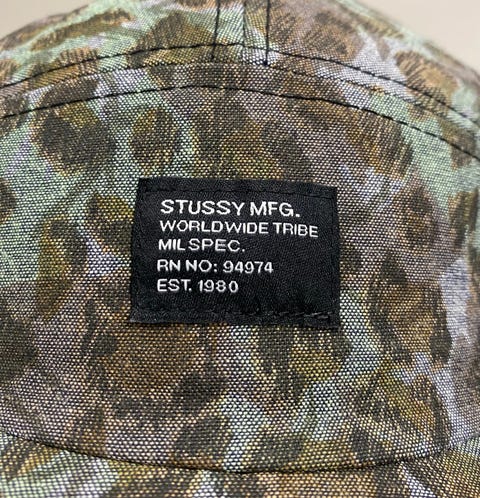 STUSSY MFG.
WORLDWIDE TRIBE
MIL SPEC.
RN NO: 94974
EST. 1980